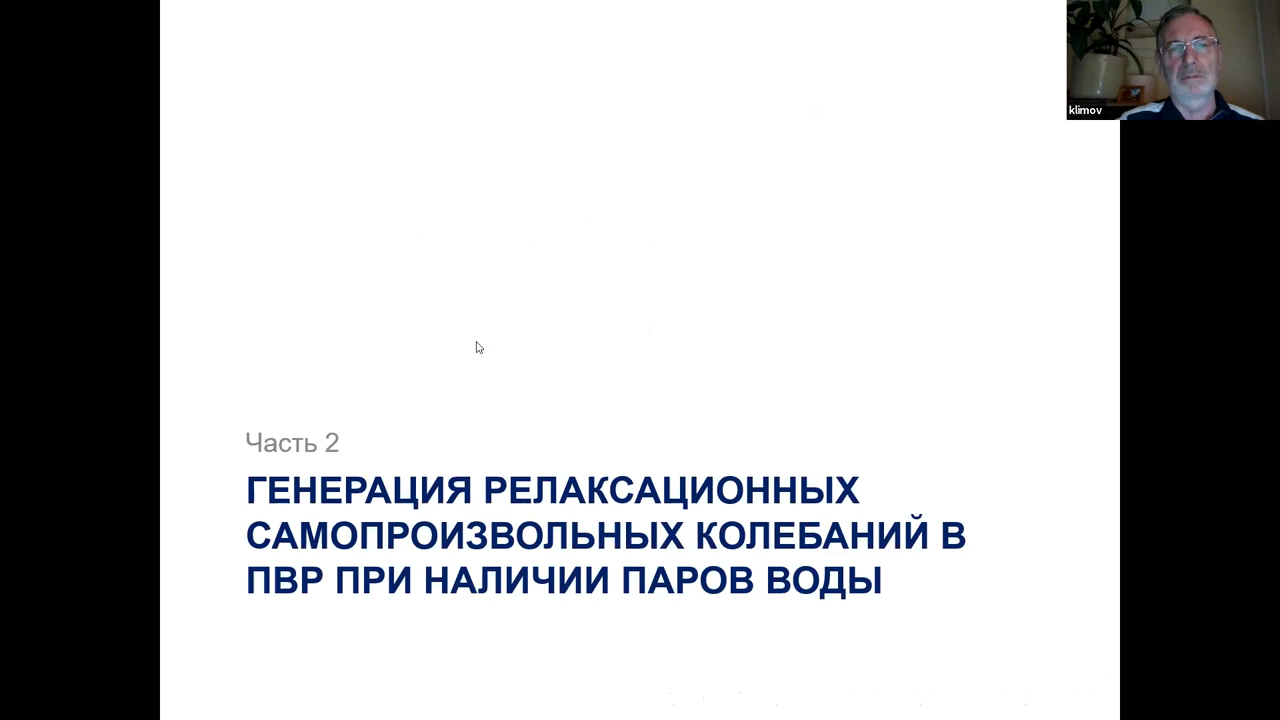 klimov
Часть 2
ГЕНЕРАЦИЯ РЕЛАКСАЦИОННЫХ
САМОПРОИЗВОЛЬНЫХ КОЛЕБАНИЙ В
ПВР ПРИ НАЛИЧИИ ПАРОВ ВОДЫ